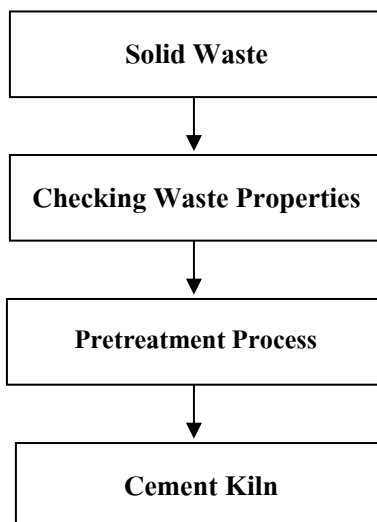 Solid Waste
Checking Waste Properties
Pretreatment Process
Cement Kiln